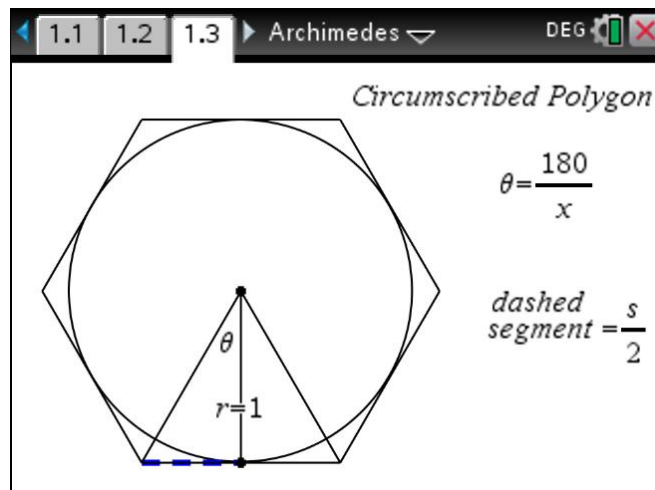 1.1 1.2 1.3 Archimedes DEG
Circumscribed Polygon
θ=180/x
dashed
segment = s/2
θ
r=1